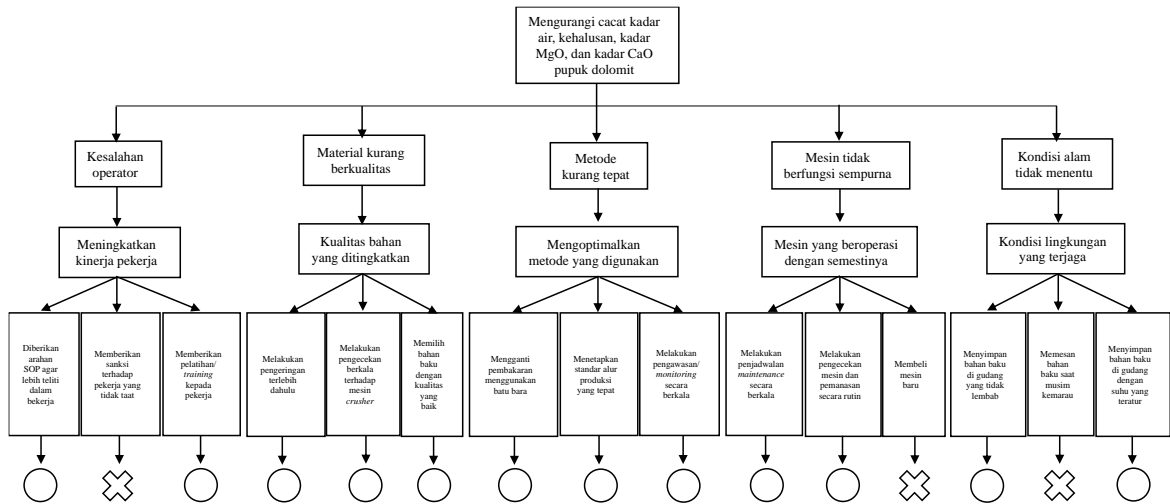 Mengurangi cacat kadar
air, kehalusan, kadar
MgO, dan kadar CaO
pupuk dolomit
Kesalahan
operator
Material kurang
berkualitas
Metode
kurang tepat
Mesin tidak
berfungsi sempurna
Kondisi alam
tidak menentu
Meningkatkan
kinerja pekerja
Kualitas bahan
yang ditingkatkan
Mengoptimalkan
metode yang digunakan
Mesin yang beroperasi
dengan semestinya
Kondisi lingkungan
yang terjaga
Diberikan
arahan
SOP agar
lebih teliti
dalam
bekerja
Memberikan
sanksi
terhadap
pekerja yang
tidak taat
Memberikan
pelatihan/
training
kepada
pekerja
Melakukan
pengeringan
terlebih
dahulu
Melakukan
pengecekan
berkala
terhadap
mesin
crusher
Memilih
bahan
baku
dengan
kualitas
yang
baik
Mengganti
pembakaran
menggunakan
batu bara
Menetapkan
standar alur
produksi
yang tepat
Melakukan
pengawasan/
monitoring
secara
berkala
Melakukan
penjadwalan
maintenance
secara
berkala
Melakukan
pengecekan
mesin dan
pemanasan
secara rutin
Membeli
mesin
baru
Menyimpan
bahan baku
di gudang
yang tidak
lembab
Memesan
bahan
baku saat
musim
kemarau
Menyimpan
bahan baku
di gudang
dengan
suhu yang
teratur